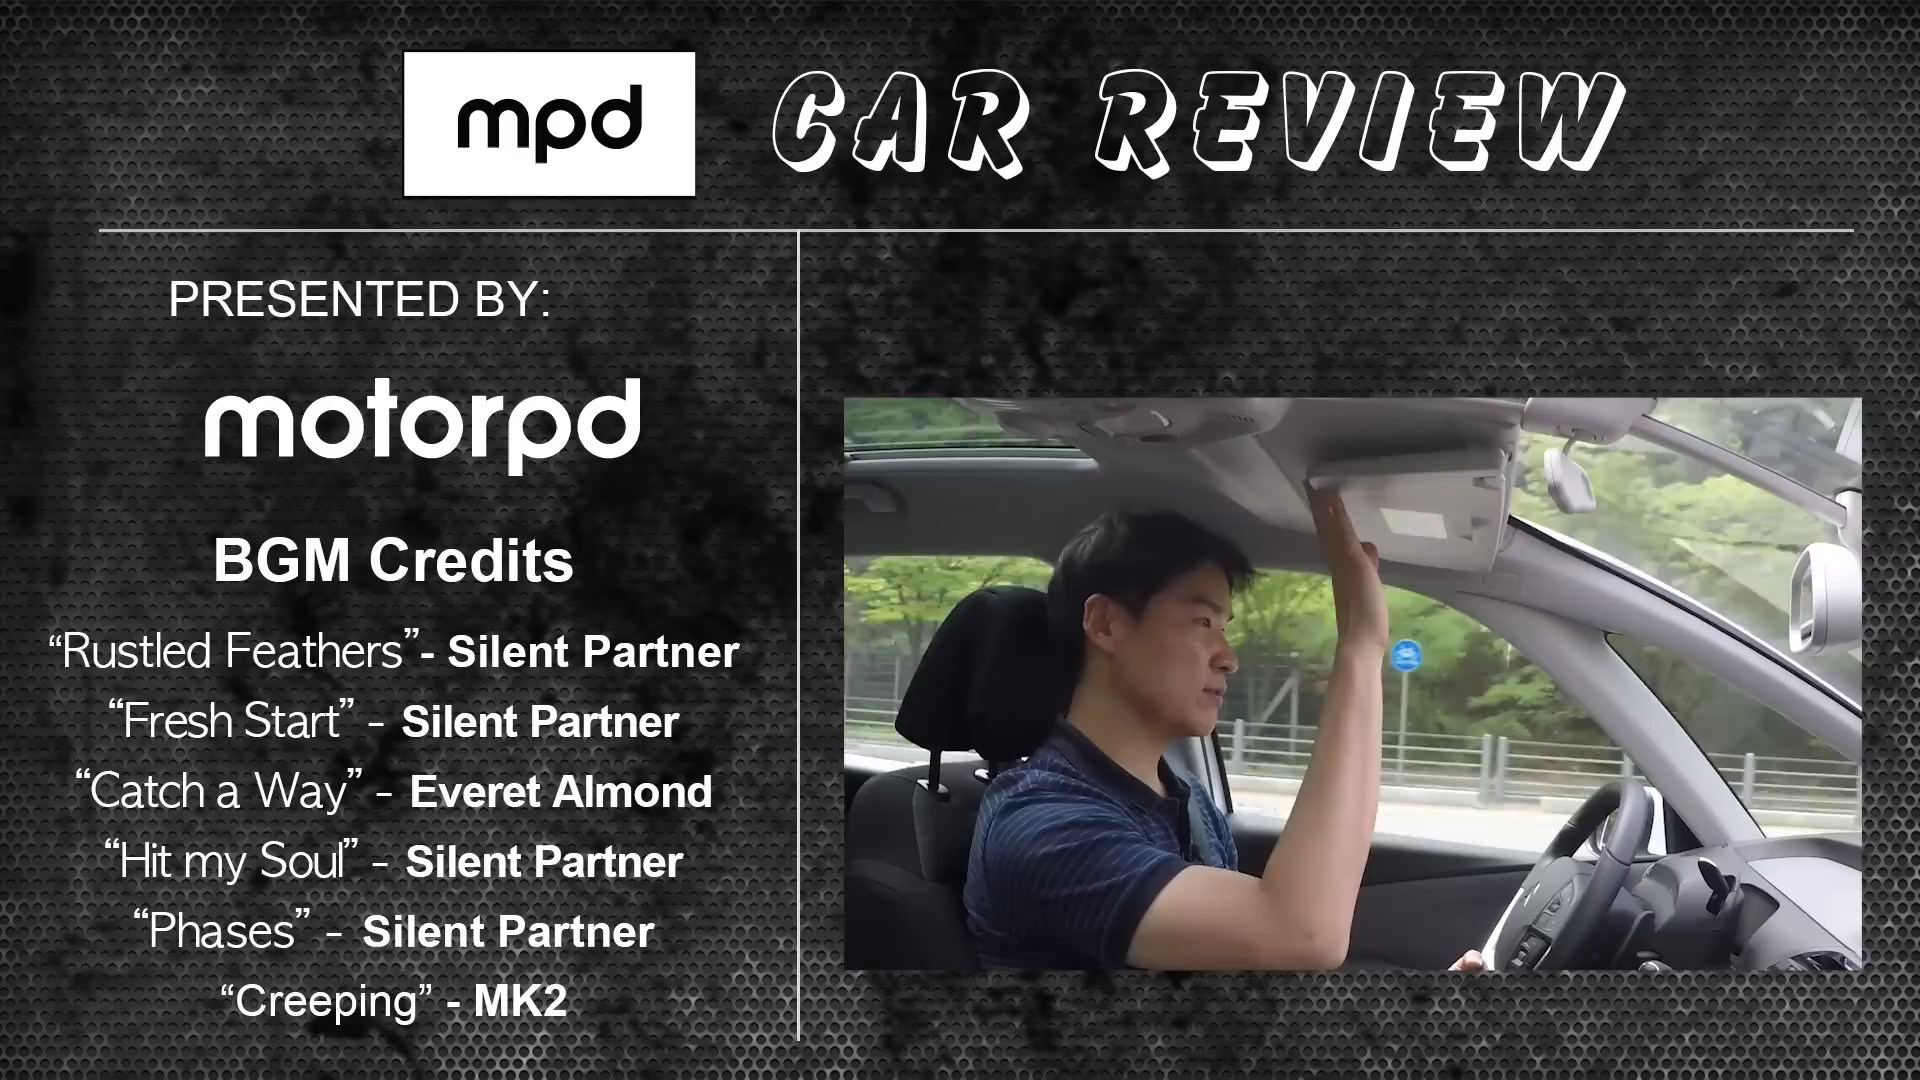 mpd
CAR REVIEW
PRESENTED BY:
motorpd
BGM Credits
“Rustled Feathers”- Silent Partner
“Fresh Start” - Silent Partner
“Catch a Way” - Everet Almond
“Hit my Soul” - Silent Partner
“Phases” - Silent Partner
“Creeping” - MK2